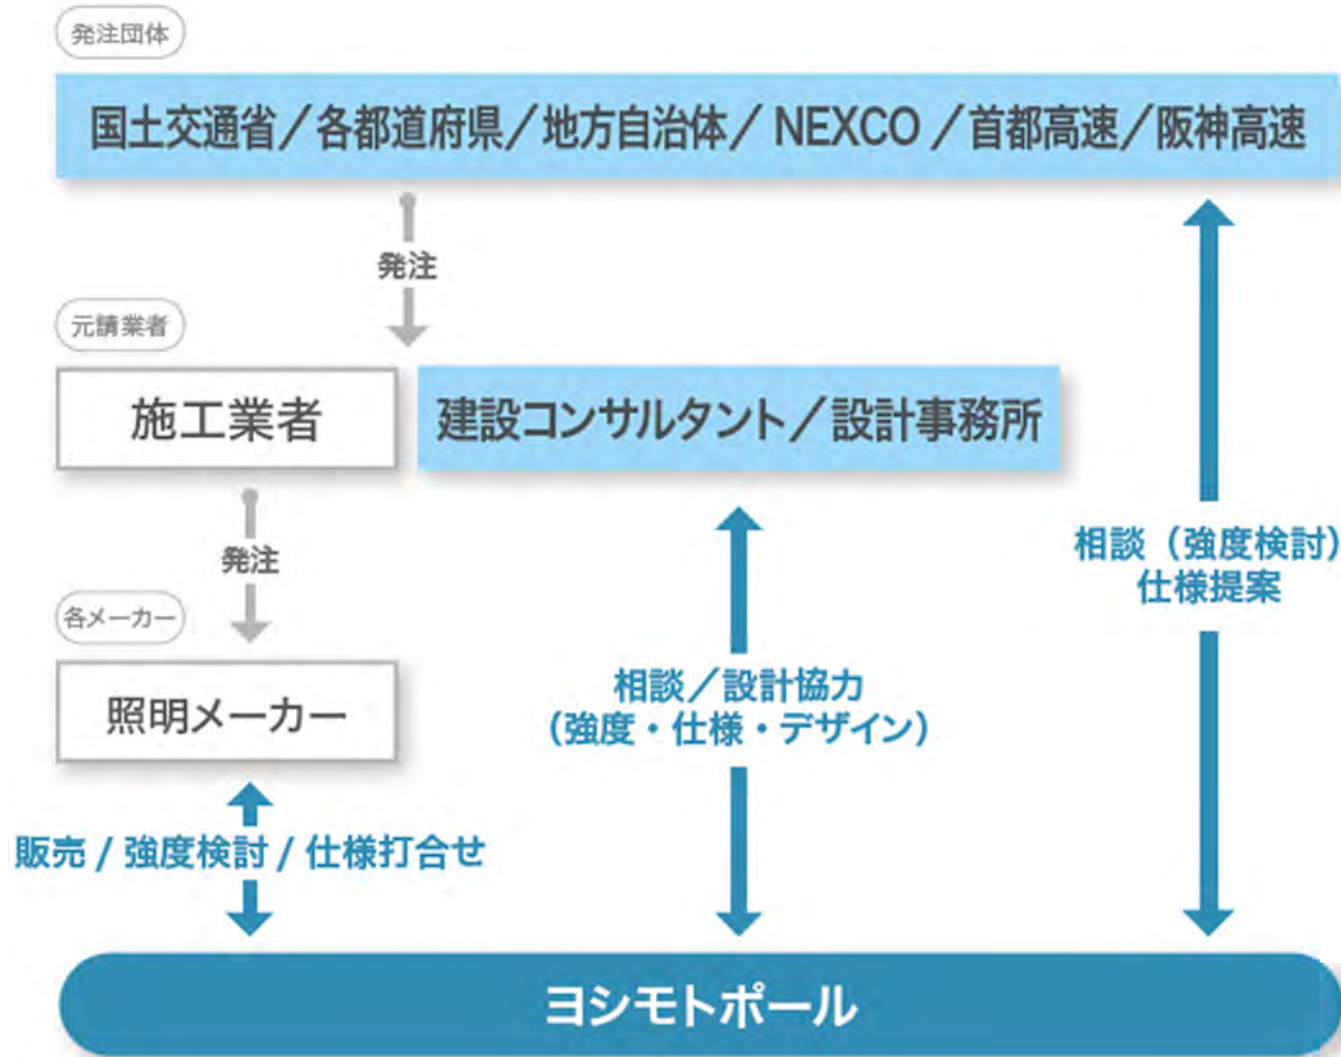 発注団体
国土交通省／各都道府県／地方自治体／ NEXCO ／首都高速／阪神高速
発注
元請業者
施工業者
建設コンサルタント／設計事務所
発注
各メーカー
照明メーカー
相談（強度検討）
仕様提案
相談／設計協力
（強度・仕様・デザイン）
販売 / 強度検討 / 仕様打合せ
ヨシモトポール